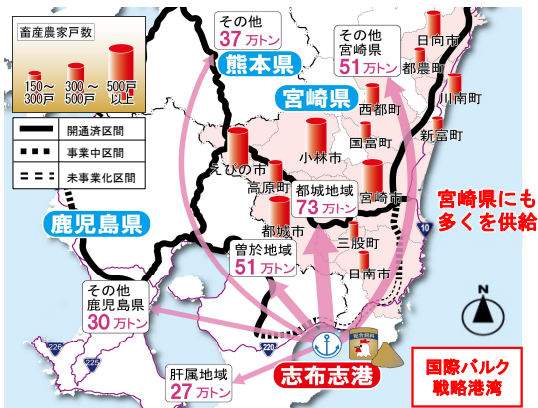 畜産農家戸数
150～
300戸
300～
500戸
500戸
以上
開通済区間
事業中区間
未事業化区間
その他
37万トン
熊本県
その他
宮崎県
51万トン
宮崎県
日向市
都農町
川南町
西都町
新富町
国富町
小林市
えびの市
高原町
宮崎市
都城地域
73万トン
都城市
三股町
日南市
宮崎県にも
多くを供給
鹿児島県
曽於地域
51万トン
その他
鹿児島県
30万トン
肝属地域
27万トン
志布志港
国際バルク
戦略港湾
10
220
225
226
N